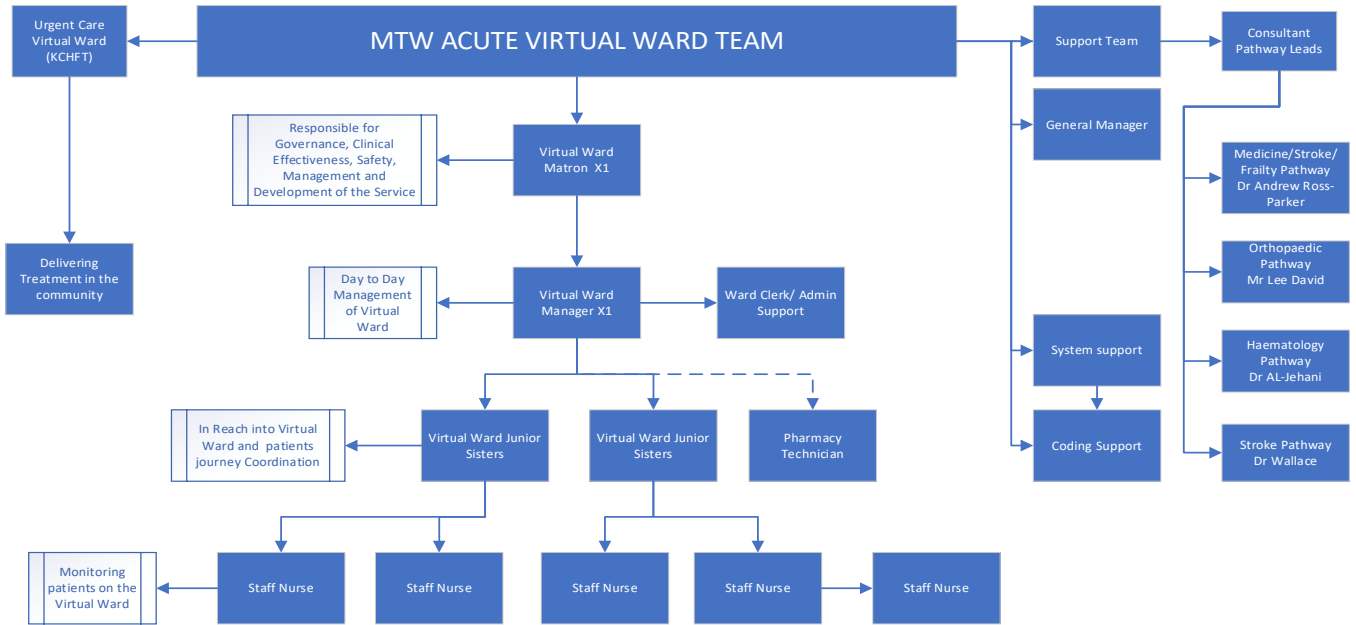 Urgent Care
Virtual Ward
(KCHFT)
MTW ACUTE VIRTUAL WARD TEAM
Support Team
Consultant
Pathway Leads
General Manager
Responsible for
Governance, Clinical
Effectiveness, Safety,
Management and
Development of the Service
Virtual Ward
Matron X1
Medicine/Stroke/
Frailty Pathway
Dr Andrew Ross-
Parker
Delivering
Treatment in the
community
Orthopaedic
Pathway
Mr Lee David
Day to Day
Management
of Virtual
Ward
Virtual Ward
Manager X1
Ward Clerk/ Admin
Support
System support
Haematology
Pathway
Dr AL-Jehani
In Reach into Virtual
Ward and patients
journey Coordination
Virtual Ward Junior
Sisters
Virtual Ward Junior
Sisters
Pharmacy
Technician
Coding Support
Stroke Pathway
Dr Wallace
Monitoring
patients on the
Virtual Ward
Staff Nurse
Staff Nurse
Staff Nurse
Staff Nurse
Staff Nurse